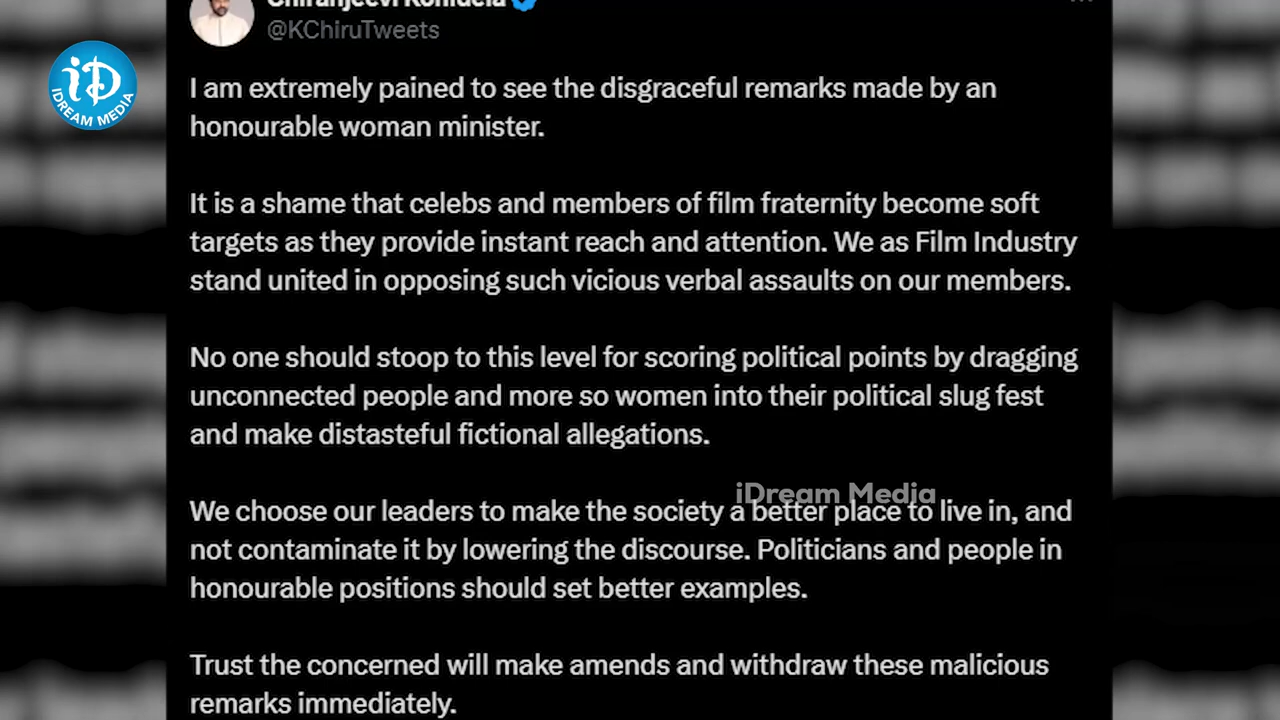 Chiranjeevi Konidela
@KChiruTweets
iD
IDREAM MEDIA
I am extremely pained to see the disgraceful remarks made by an
honourable woman minister.
It is a shame that celebs and members of film fraternity become soft
targets as they provide instant reach and attention. We as Film Industry
stand united in opposing such vicious verbal assaults on our members.
No one should stoop to this level for scoring political points by dragging
unconnected people and more so women into their political slug fest
and make distasteful fictional allegations.
iDream Media
We choose our leaders to make the society a better place to live in, and
not contaminate it by lowering the discourse. Politicians and people in
honourable positions should set better examples.
Trust the concerned will make amends and withdraw these malicious
remarks immediately.